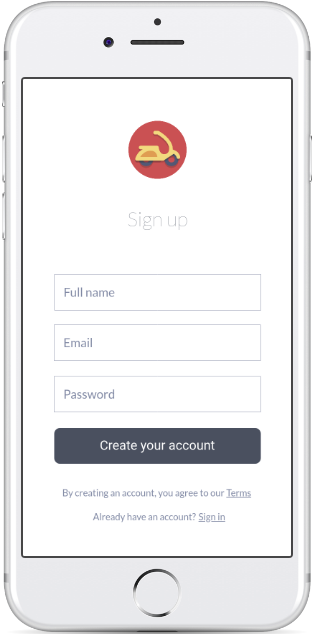 Sign up
Full name
Email
Password
Create your account
By creating an account, you agree to our Terms
Already have an account? Sign in